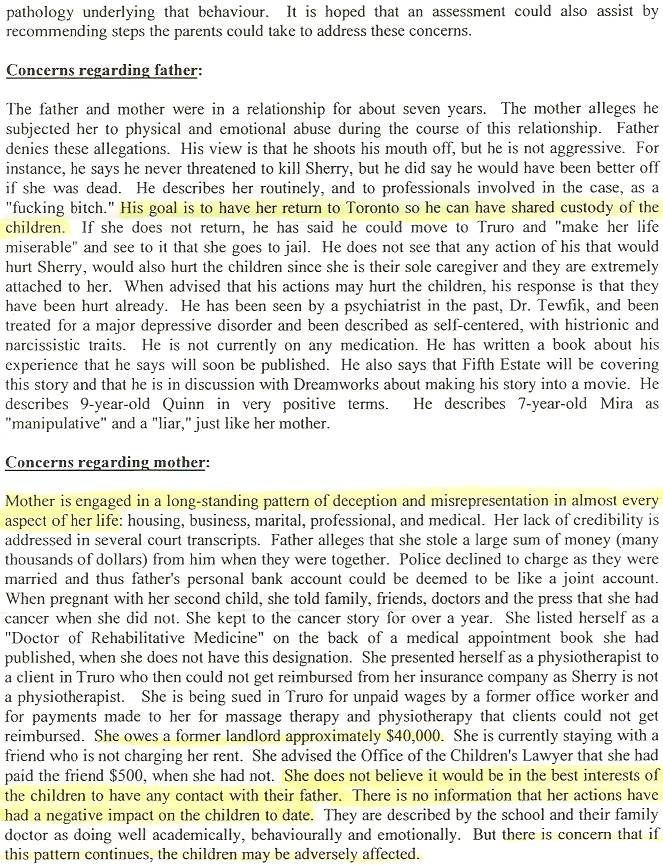 pathology underlying that behaviour. It is hoped that an assessment could also assist by
recommending steps the parents could take to address these concerns.
Concerns regarding father:
The father and mother were in a relationship for about seven years. The mother alleges he
subjected her to physical and emotional abuse during the course of this relationship. Father
denies these allegations. His view is that he shoots his mouth off, but he is not aggressive. For
instance, he says he never threatened to kill Sherry, but he did say he would have been better off
if she was dead. He describes her routinely, and to professionals involved in the case, as a
"fucking bitch." His goal is to have her return to Toronto so he can have shared custody of the
children. If she does not return, he has said he could move to Truro and "make her life
miserable" and see to it that she goes to jail. He does not see that any action of his that would
hurt Sherry, would also hurt the children since she is their sole caregiver and they are extremely
attached to her. When advised that his actions may hurt the children, his response is that they
have been hurt already. He has been seen by a psychiatrist in the past, Dr. Tewfik, and been
treated for a major depressive disorder and been described as self-centered, with histrionic and
narcissistic traits. He is not currently on any medication. He has written a book about his
experience that he says will soon be published. He also says that Fifth Estate will be covering
this story and that he is in discussion with Dreamworks about making his story into a movie. He
describes 9-year-old Quinn in very positive terms. He describes 7-year-old Mira as
"manipulative" and a "liar," just like her mother.
Concerns regarding mother:
Mother is engaged in a long-standing pattern of deception and misrepresentation in almost every
aspect of her life: housing, business, marital, professional, and medical. Her lack of credibility is
addressed in several court transcripts. Father alleges that she stole a large sum of money (many
thousands of dollars) from him when they were together. Police declined to charge as they were
married and thus father's personal bank account could be deemed to be like a joint account.
When pregnant with her second child, she told family, friends, doctors and the press that she had
cancer when she did not. She kept to the cancer story for over a year. She listed herself as a
"Doctor of Rehabilitative Medicine" on the back of a medical appointment book she had
published, when she does not have this designation. She presented herself as a physiotherapist to
a client in Truro who then could not get reimbursed from her insurance company as Sherry is not
a physiotherapist. She is being sued in Truro for unpaid wages by a former office worker and
for payments made to her for massage therapy and physiotherapy that clients could not get
reimbursed. She owes a former landlord approximately $40,000. She is currently staying with a
friend who is not charging her rent. She advised the Office of the Children's Lawyer that she had
paid the friend $500, when she had not. She does not believe it would be in the best interests of
the children to have any contact with their father. There is no information that her actions have
had a negative impact on the children to date. They are described by the school and their family
doctor as doing well academically, behaviourally and emotionally. But there is concern that if
this pattern continues, the children may be adversely affected.